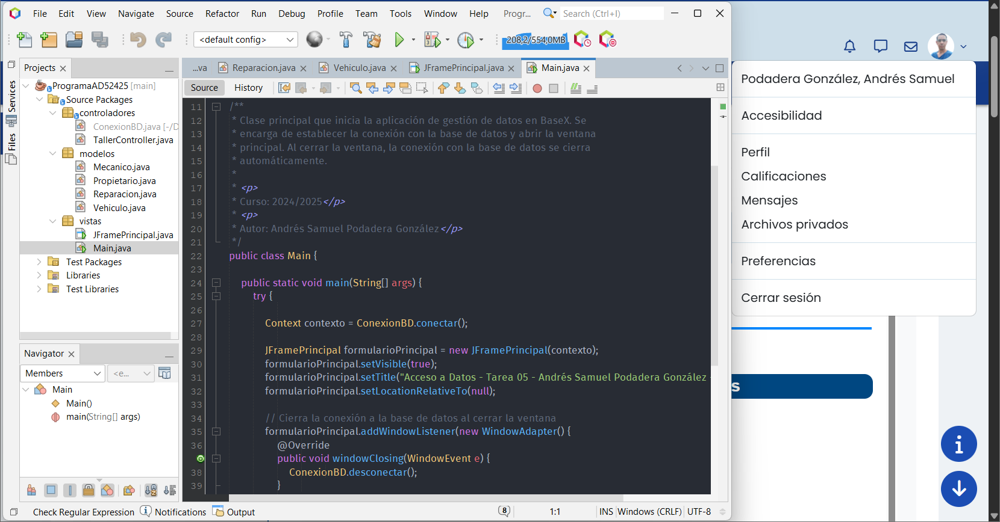 File Edit View Navigate Source Refactor Run Debug Profile Team Tools Window Help Progr... Search (Ctrl+I)
<default config> 208,2/554,0MB
Projects
Services
Files
ProgramaAD52425 [main]
Source Packages
controladores
ConexionBD.java [-/D
TallerController.java
modelos
Mecanico.java
Propietario.java
Reparacion.java
Vehiculo.java
vistas
JFramePrincipal.java
Main.java
Test Packages
Libraries
Test Libraries
Navigator
Members <e...
Main
Main()
main(String[] args)
...va Reparacion.java Vehiculo.java JFramePrincipal.java Main.java
Source History
11 /**
12 * Clase principal que inicia la aplicación de gestión de datos en BaseX. Se
13 * encarga de establecer la conexión con la base de datos y abrir la ventana
14 * principal. Al cerrar la ventana, la conexión con la base de datos se cierra
15 * automáticamente.
16 *
17 * <p>
18 * Curso: 2024/2025</p>
19 * <p>
20 * Autor: Andrés Samuel Podadera González</p>
21 */
22 public class Main {
23
24 public static void main(String[] args) {
25 try {
26
27 Context contexto = ConexionBD.conectar();
28
29 JFramePrincipal formularioPrincipal = new JFramePrincipal(contexto);
30 formularioPrincipal.setVisible(true);
31 formularioPrincipal.setTitle("Acceso a Datos - Tarea 05 - Andrés Samuel Podadera González -
32 formularioPrincipal.setLocationRelativeTo(null);
33
34 // Cierra la conexión a la base de datos al cerrar la ventana
35 formularioPrincipal.addWindowListener(new WindowAdapter() {
36 @Override
public void windowClosing(WindowEvent e) {
38 ConexionBD.desconectar();
39 }
Check Regular Expression Notifications Output 8 1:1 INS Windows (CRLF) UTF-8
Podadera González, Andrés Samuel
Accesibilidad
Perfil
Calificaciones
Mensajes
Archivos privados
Preferencias
Cerrar sesión
s